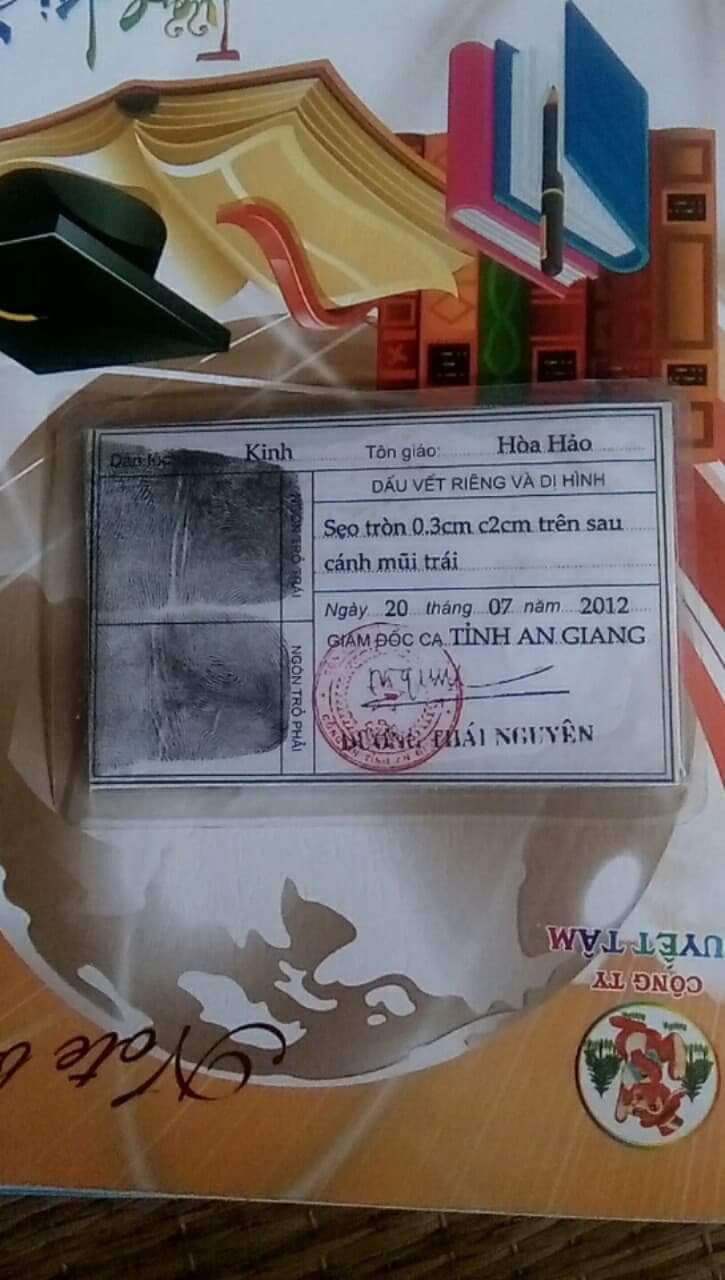 Dân tộc: Kinh Tôn giáo: Hòa Hảo
NGÓN TRỎ TRÁI
NGÓN TRỎ PHẢI
DẤU VẾT RIÊNG VÀ DỊ HÌNH
Sẹo tròn 0.3cm c2cm trên sau
cánh mũi trái
Ngày 20 tháng 07 năm 2012
GIÁM ĐỐC CA TỈNH AN GIANG
DƯƠNG THÁI NGUYÊN
UYẾT TÂM
CÔNG TY
Note